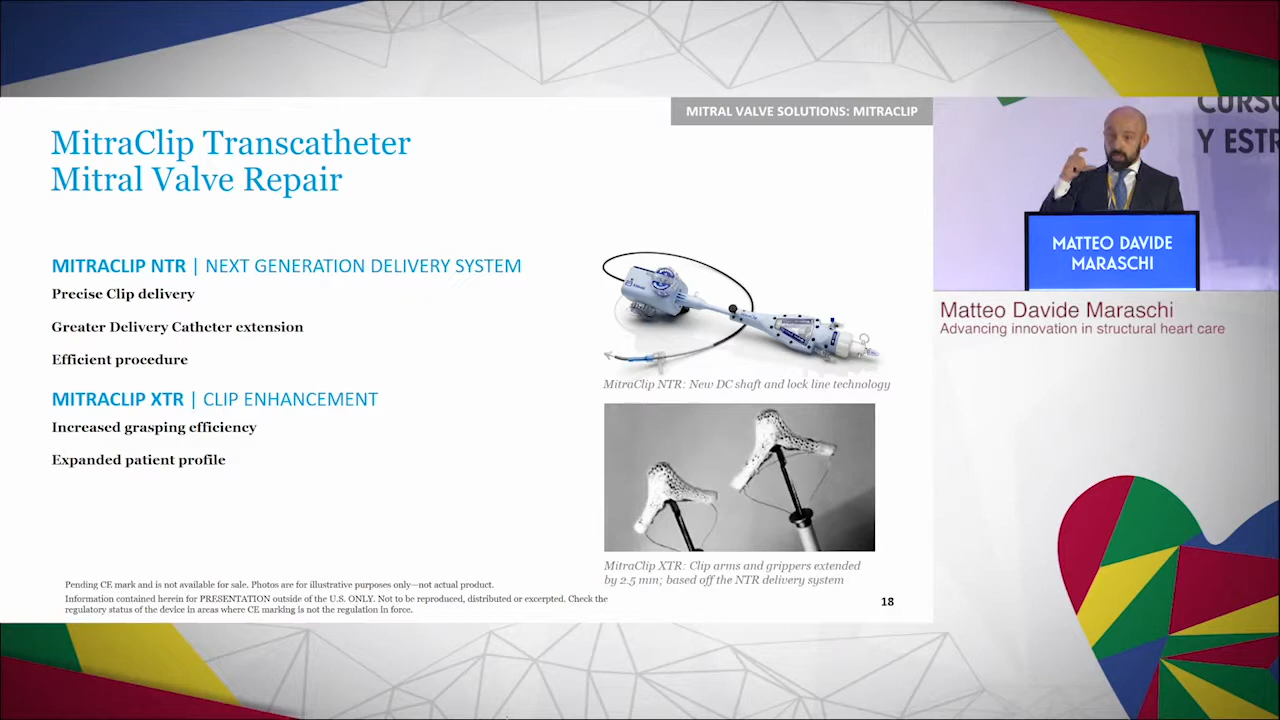 MITRAL VALVE SOLUTIONS: MITRACLIP
MitraClip Transcatheter
Mitral Valve Repair
MITRACLIP NTR | NEXT GENERATION DELIVERY SYSTEM
Precise Clip delivery
Greater Delivery Catheter extension
Efficient procedure
MITRACLIP XTR | CLIP ENHANCEMENT
Increased grasping efficiency
Expanded patient profile
MitraClip NTR: New DC shaft and lock line technology
MitraClip XTR: Clip arms and grippers extended
by 2.5 mm; based off the NTR delivery system
Pending CE mark and is not available for sale. Photos are for illustrative purposes only—not actual product.
Information contained herein for PRESENTATION outside of the U.S. ONLY. Not to be reproduced, distributed or excerpted. Check the
regulatory status of the device in areas where CE marking is not the regulation in force.
18
CURSO
Y ESTR
MATTEO DAVIDE
MARASCHI
Matteo Davide Maraschi
Advancing innovation in structural heart care